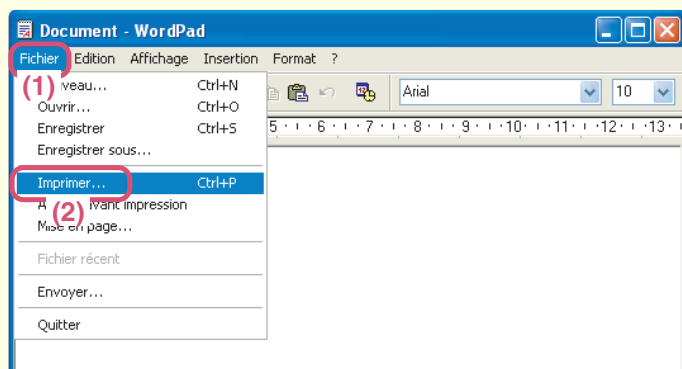 Document - WordPad
Fichier Edition Affichage Insertion Format ?
(1) veau... Ctrl+N
Arial 10
Ouvrir... Ctrl+O
Enregistrer Ctrl+S
5 6 7 8 9 10 11 12 13
Enregistrer sous...
Imprimer... Ctrl+P
(2) vant impression
Mise en page...
Fichier récent
Envoyer...
Quitter